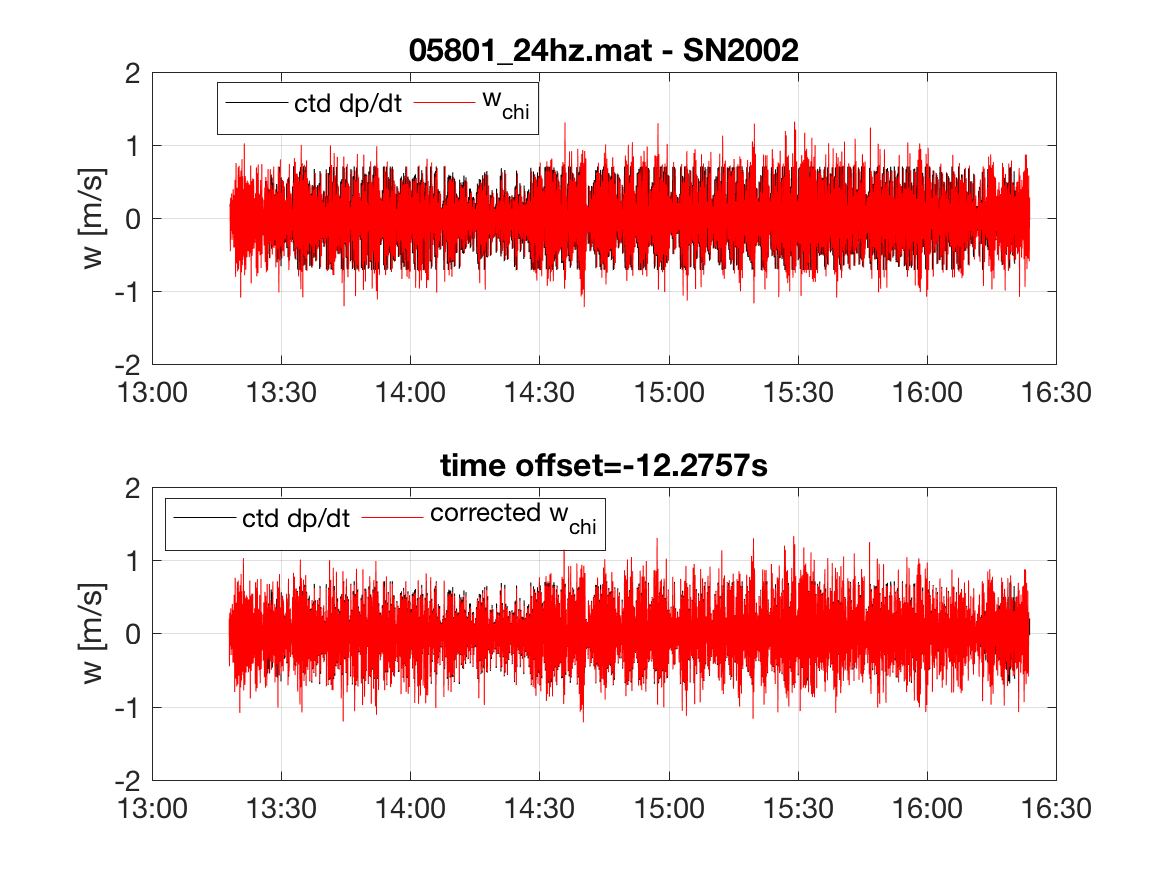 05801_24hz.mat - SN2002
ctd dp/dt w_chi
w [m/s]
2
1
0
-1
-2
13:00 13:30 14:00 14:30 15:00 15:30 16:00 16:30
time offset=-12.2757s
ctd dp/dt corrected w_chi
w [m/s]
2
1
0
-1
-2
13:00 13:30 14:00 14:30 15:00 15:30 16:00 16:30